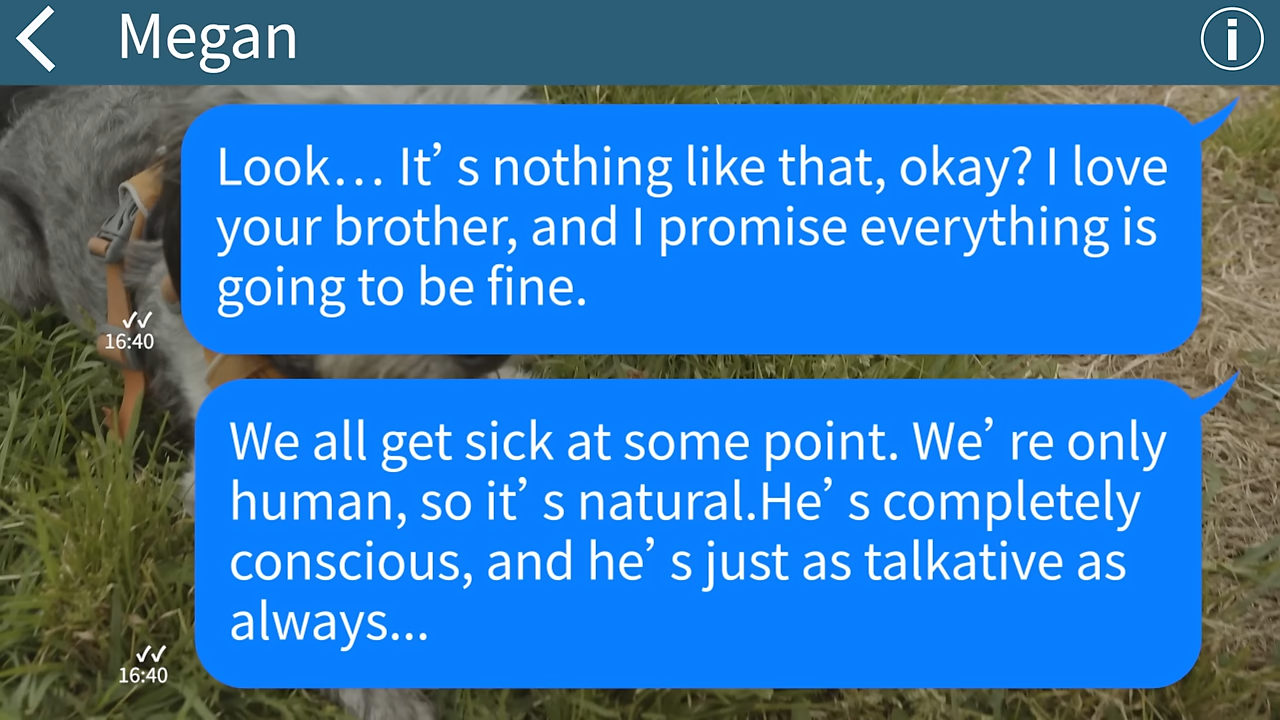 Megan
Look… It’s nothing like that, okay? I love
your brother, and I promise everything is
going to be fine.
16:40
We all get sick at some point. We’re only
human, so it’s natural.He’s completely
conscious, and he’s just as talkative as
always...
16:40